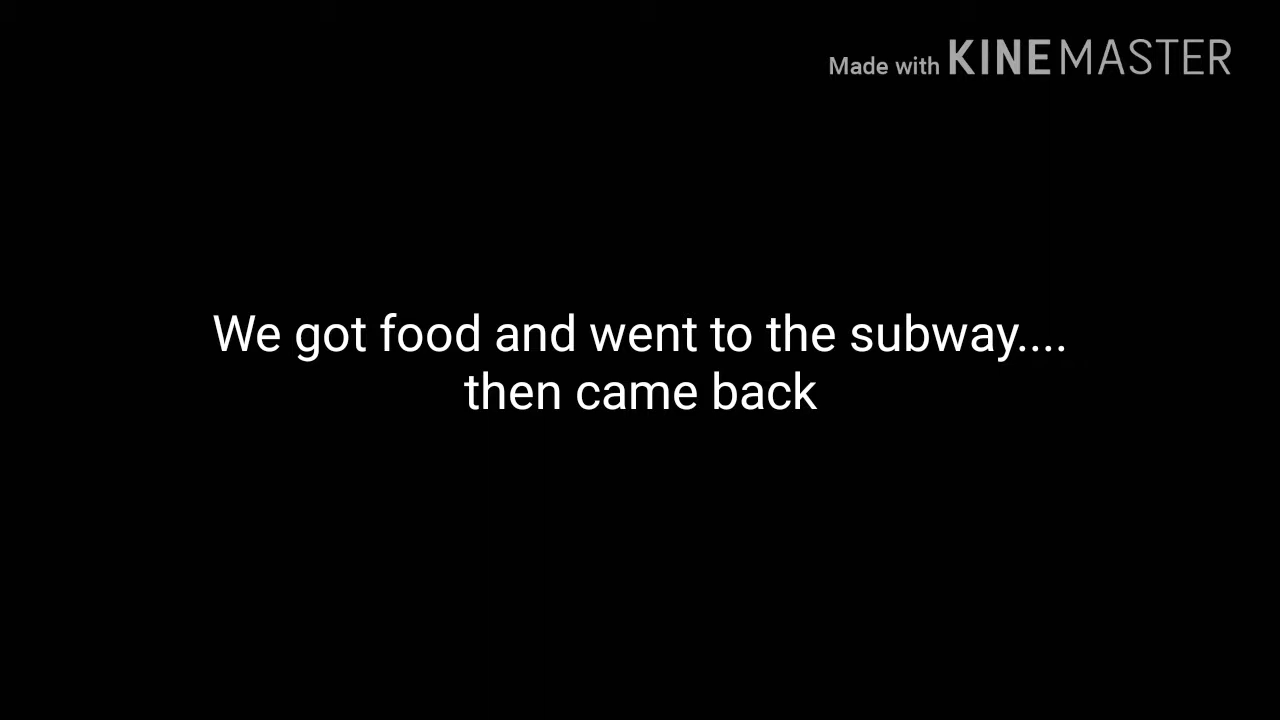 Made with KINEMASTER
We got food and went to the subway....
then came back